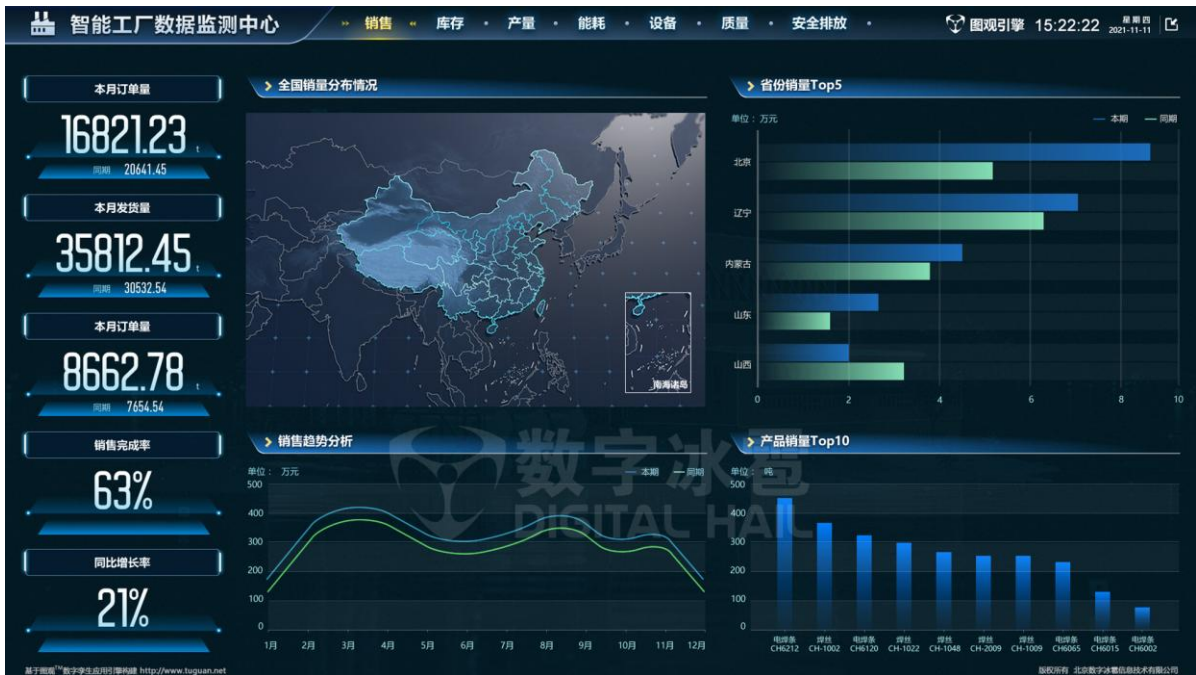 智能工厂数据监测中心
销售
库存
产量
能耗
设备
质量
安全排放
图观引擎
15:22:22
星期四
2021-11-11
本月订单量
16821.23 t
同期 20641.45
本月发货量
35812.45 t
同期 30532.54
本月订单量
8662.78 t
同期 7654.54
销售完成率
63%
同比增长率
21%
全国销量分布情况
南海诸岛
省份销量Top5
单位：万元
本期
同期
北京
辽宁
内蒙古
山东
山西
0 2 4 6 8 10
销售趋势分析
单位：万元
本期
同期
500
400
300
200
100
0
1月 2月 3月 4月 5月 6月 7月 8月 9月 10月 11月 12月
产品销量Top10
单位：吨
500
400
300
200
100
0
电焊条 焊丝 电焊条 焊丝 焊丝 焊丝 焊丝 电焊条 电焊条 电焊条
CH6212 CH-1002 CH6120 CH-1022 CH-1048 CH-2009 CH-1009 CH6065 CH6015 CH6002
数字冰雹
DIGITAL HAIL
基于图观TM数字孪生应用引擎构建 http://www.tuguan.net
版权所有 北京数字冰雹信息技术有限公司